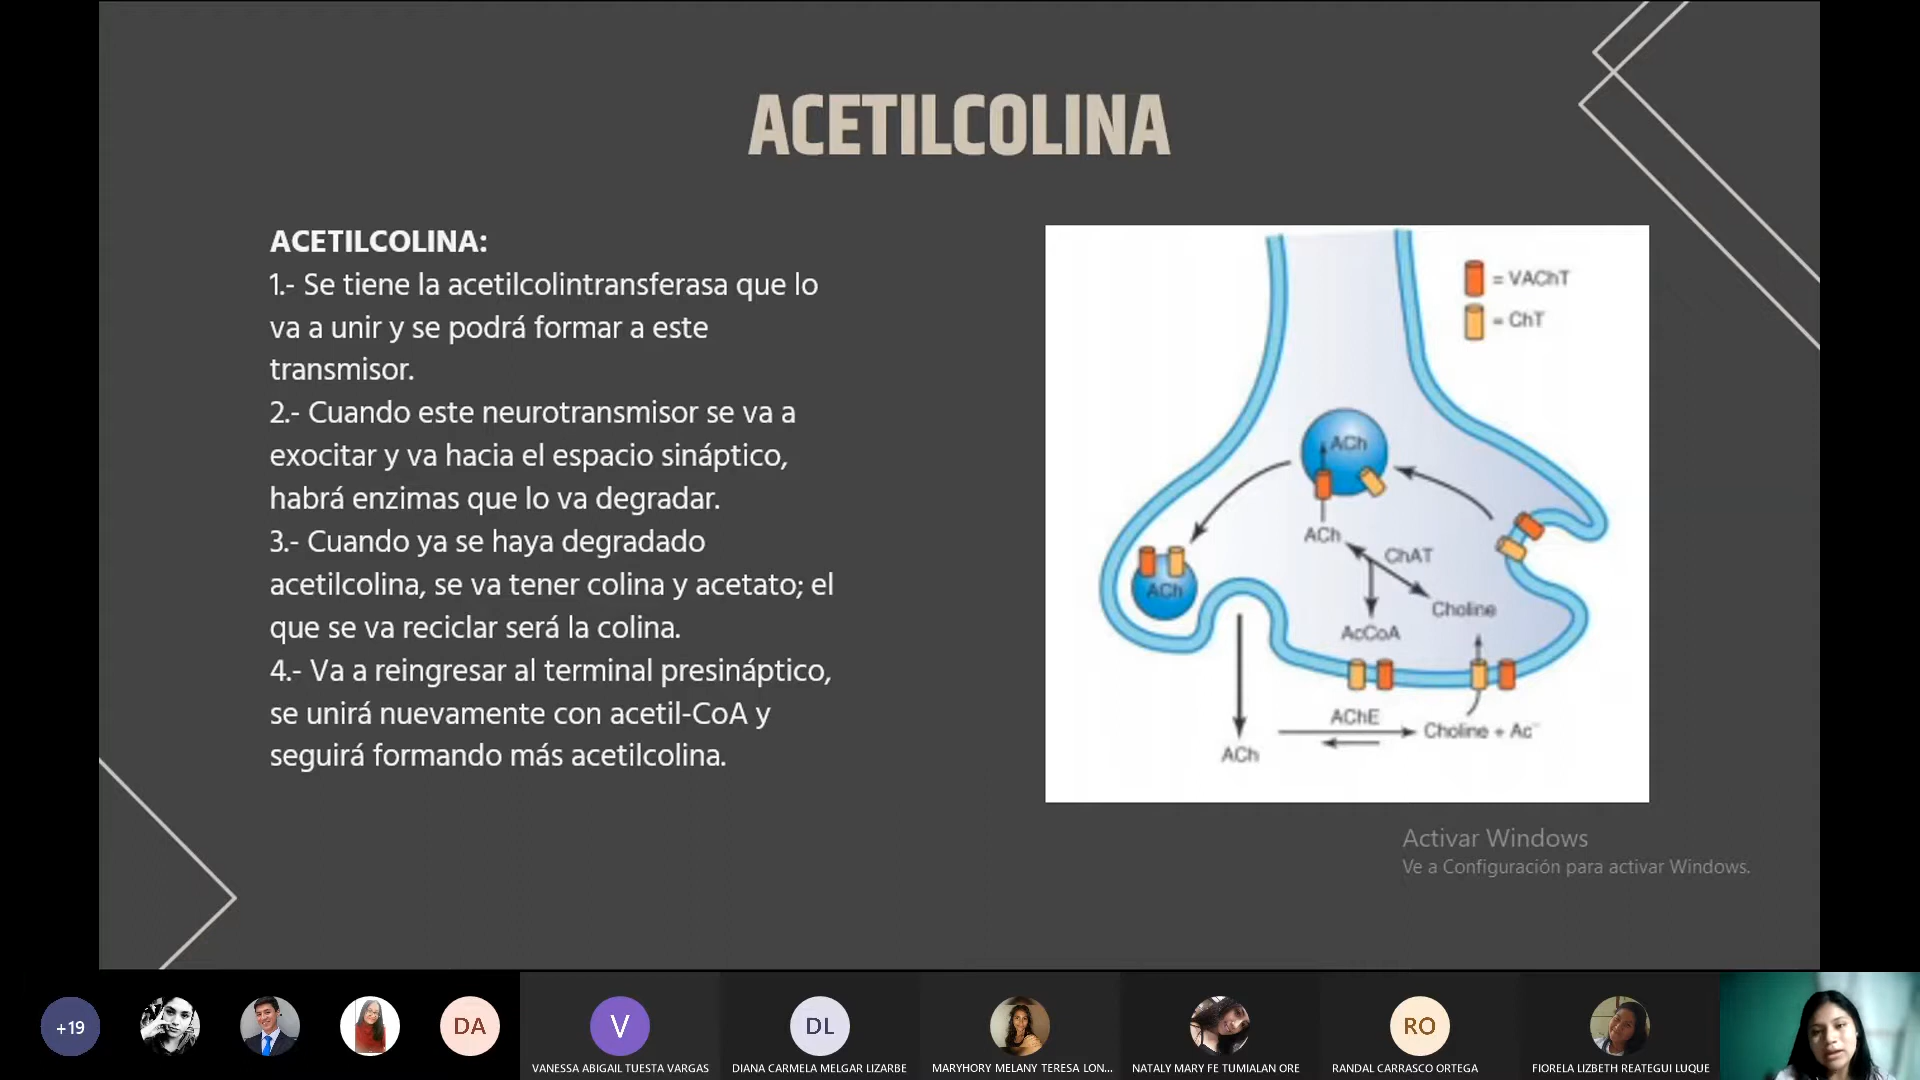 ACETILCOLINA
ACETILCOLINA:
1.- Se tiene la acetilcolintransferasa que lo
va a unir y se podrá formar a este
transmisor.
2.- Cuando este neurotransmisor se va a
exocitar y va hacia el espacio sináptico,
habrá enzimas que lo va degradar.
3.- Cuando ya se haya degradado
acetilcolina, se va tener colina y acetato; el
que se va reciclar será la colina.
4.- Va a reingresar al terminal presináptico,
se unirá nuevamente con acetil-CoA y
seguirá formando más acetilcolina.
= VAChT
= ChT
ACh
ACh
ChAT
ACh
Choline
AcCoA
AChE
Choline + Ac⁻
ACh
Activar Windows
Ve a Configuración para activar Windows.
+19
DA
V
DL
RO
VANESSA ABIGAIL TUESTA VARGAS
DIANA CARMELA MELGAR LIZARBE
MARYHORY MELANY TERESA LON...
NATALY MARY FE TUMIALAN ORE
RANDAL CARRASCO ORTEGA
FIORELA LIZBETH REATEGUI LUQUE